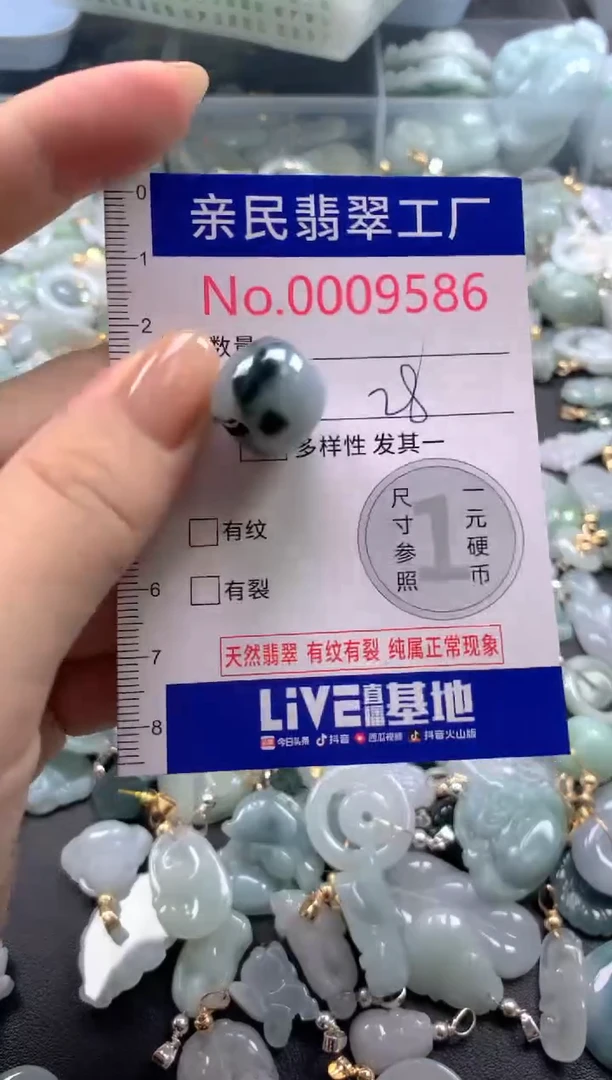 亲民翡翠工厂
No.0009586
数量
28
多样性 发其一
有纹
有裂
尺寸参照
1
一元硬币
天然翡翠 有纹有裂 纯属正常现象
LiVE直播基地
今日头条 抖音 西瓜视频 抖音火山版
0
1
2
6
7
8